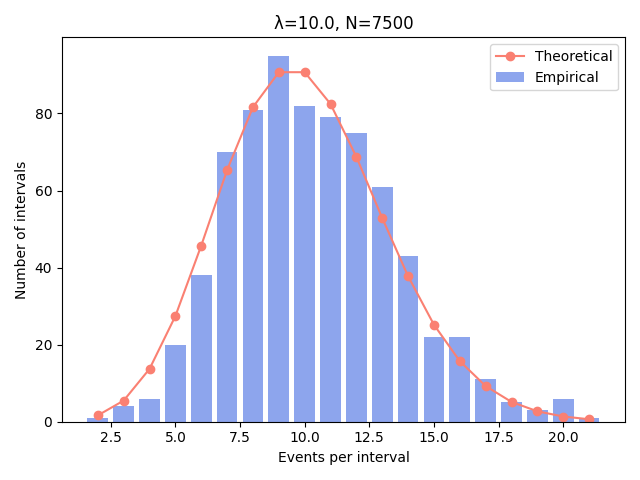 λ=10.0, N=7500
Theoretical
Empirical
Number of intervals
80
60
40
20
0
2.5 5.0 7.5 10.0 12.5 15.0 17.5 20.0
Events per interval